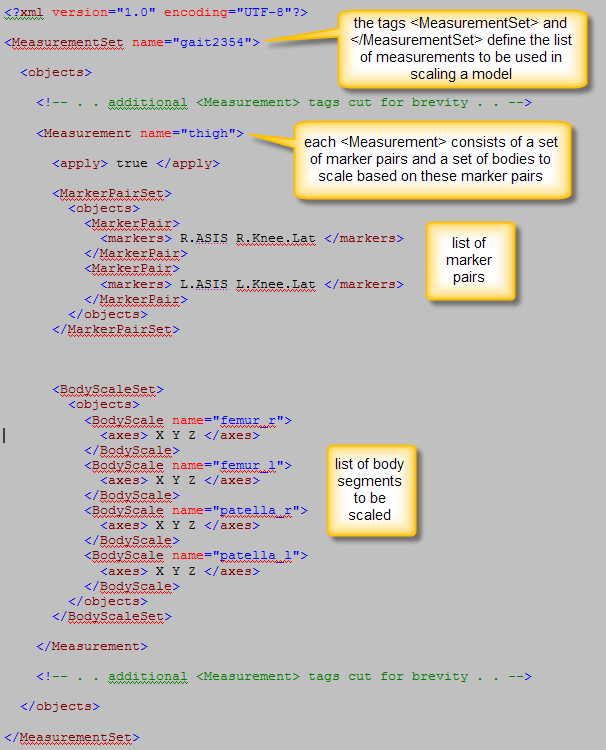 <?xml version="1.0" encoding="UTF-8"?>
<MeasurementSet name="gait2354">
the tags <MeasurementSet> and
</MeasurementSet> define the list
of measurements to be used in
scaling a model
<objects>
<!-- . . additional <Measurement> tags cut for brevity . . -->
<Measurement name="thigh">
each <Measurement> consists of a set
of marker pairs and a set of bodies to
scale based on these marker pairs
<apply> true </apply>
<MarkerPairSet>
<objects>
<MarkerPair>
<markers> R.ASIS R.Knee.Lat </markers>
</MarkerPair>
<MarkerPair>
<markers> L.ASIS L.Knee.Lat </markers>
</MarkerPair>
</objects>
</MarkerPairSet>
list of
marker
pairs
<BodyScaleSet>
<objects>
<BodyScale name="femur_r">
<axes> X Y Z </axes>
</BodyScale>
<BodyScale name="femur_l">
<axes> X Y Z </axes>
</BodyScale>
<BodyScale name="patella_r">
<axes> X Y Z </axes>
</BodyScale>
<BodyScale name="patella_l">
<axes> X Y Z </axes>
</BodyScale>
</objects>
</BodyScaleSet>
list of body
segments
to be
scaled
</Measurement>
<!-- . . additional <Measurement> tags cut for brevity . . -->
</objects>
</MeasurementSet>